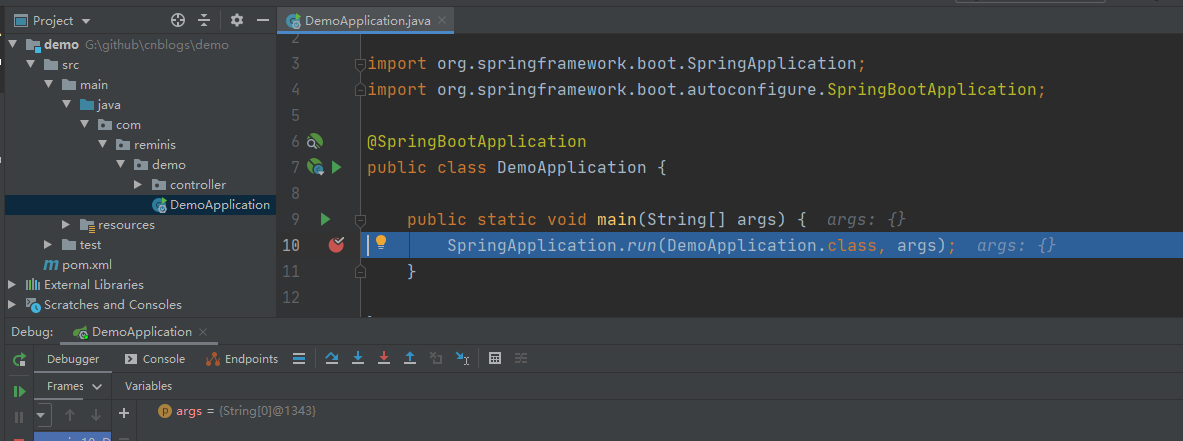 Project
demo G:\github\cnblogs\demo
src
main
java
com
reminis
demo
controller
DemoApplication
resources
test
pom.xml
External Libraries
Scratches and Consoles
DemoApplication.java
2
3 import org.springframework.boot.SpringApplication;
4 import org.springframework.boot.autoconfigure.SpringBootApplication;
5
6 @SpringBootApplication
7 public class DemoApplication {
8
9 public static void main(String[] args) { args: {}
10 SpringApplication.run(DemoApplication.class, args); args: {}
11 }
12
Debug: DemoApplication
Debugger Console Endpoints
Frames Variables
args = {String[0]@1343}